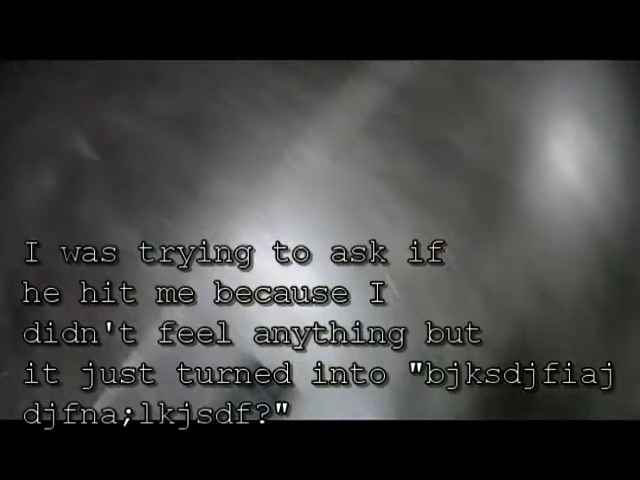 I was trying to ask if
he hit me because I
didn't feel anything but
it just turned into "bjksdjfiaj
djfna;lkjsdf?"